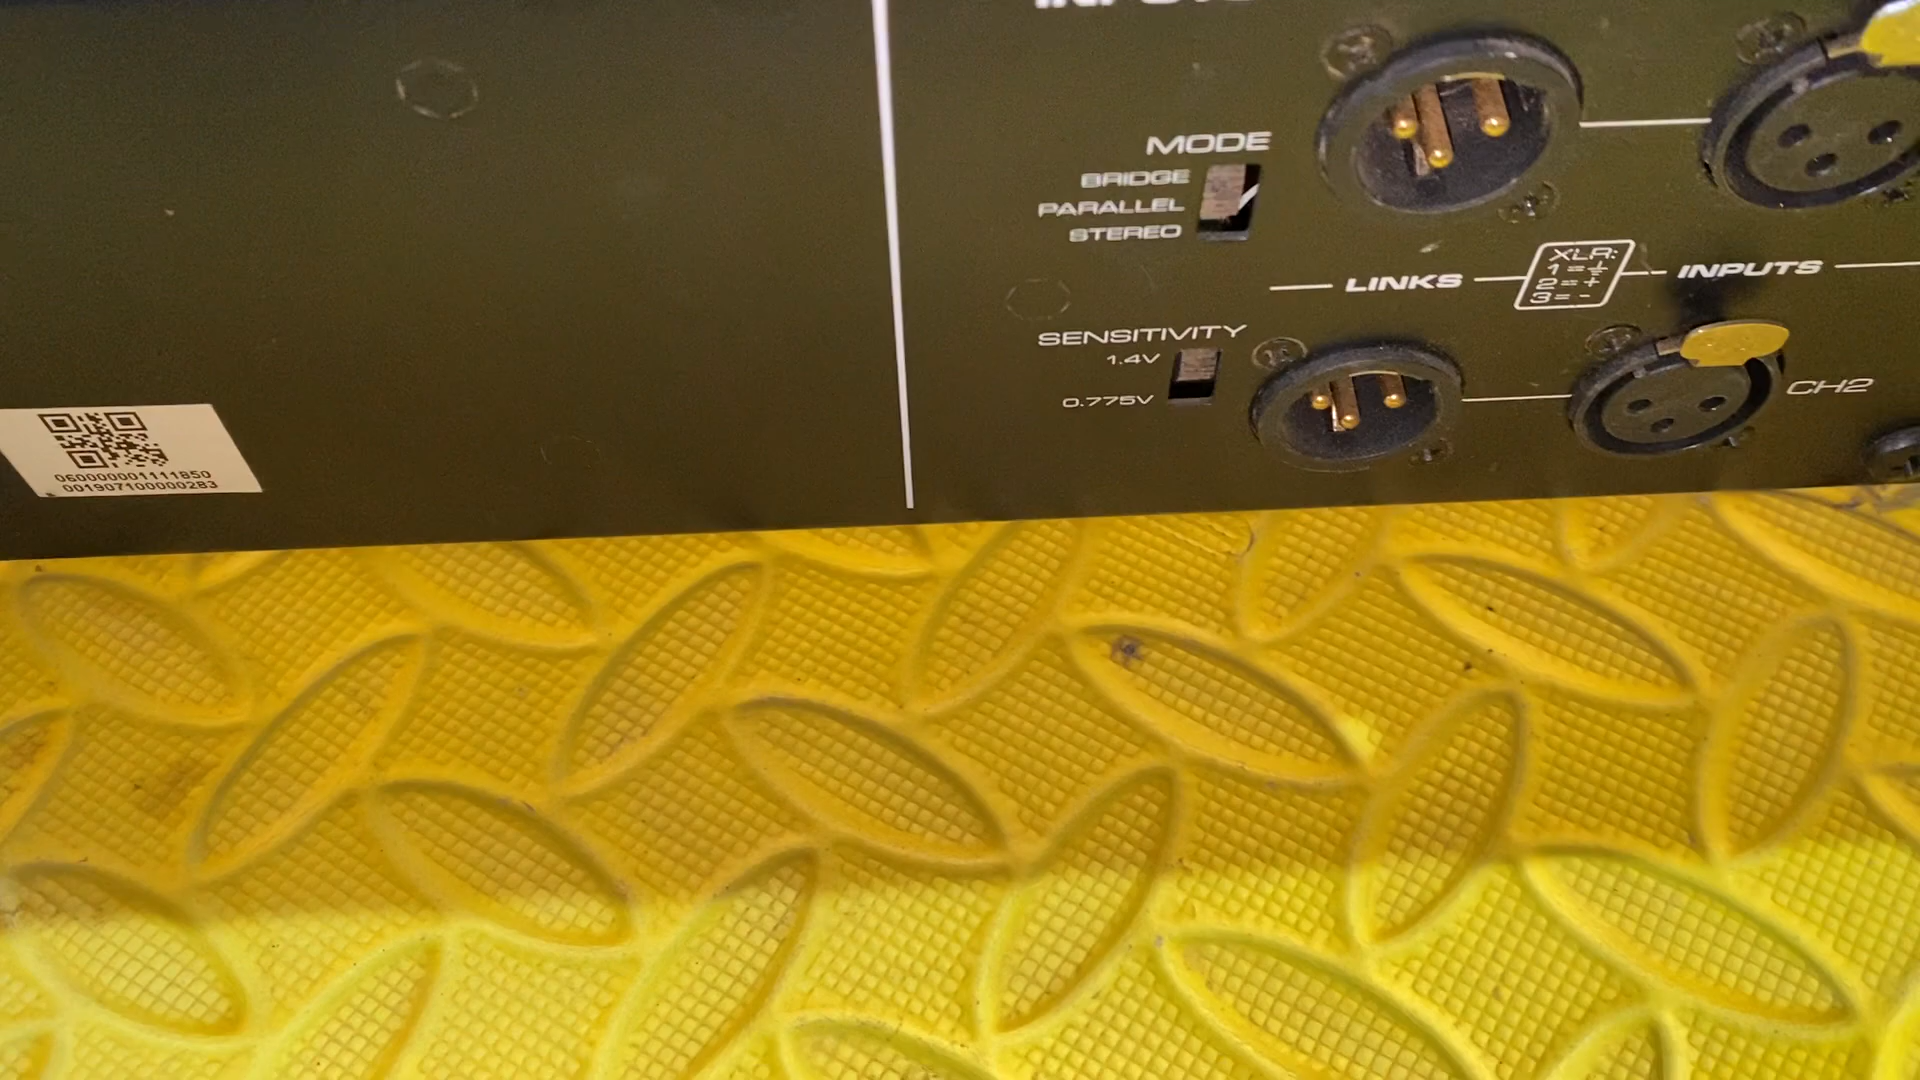 MODE
BRIDGE
PARALLEL
STEREO
LINKS
XLR:
1 = ⏚
2 = +
3 = -
INPUTS
SENSITIVITY
1.4V
0.775V
CH2
060000001111850
001907100000283